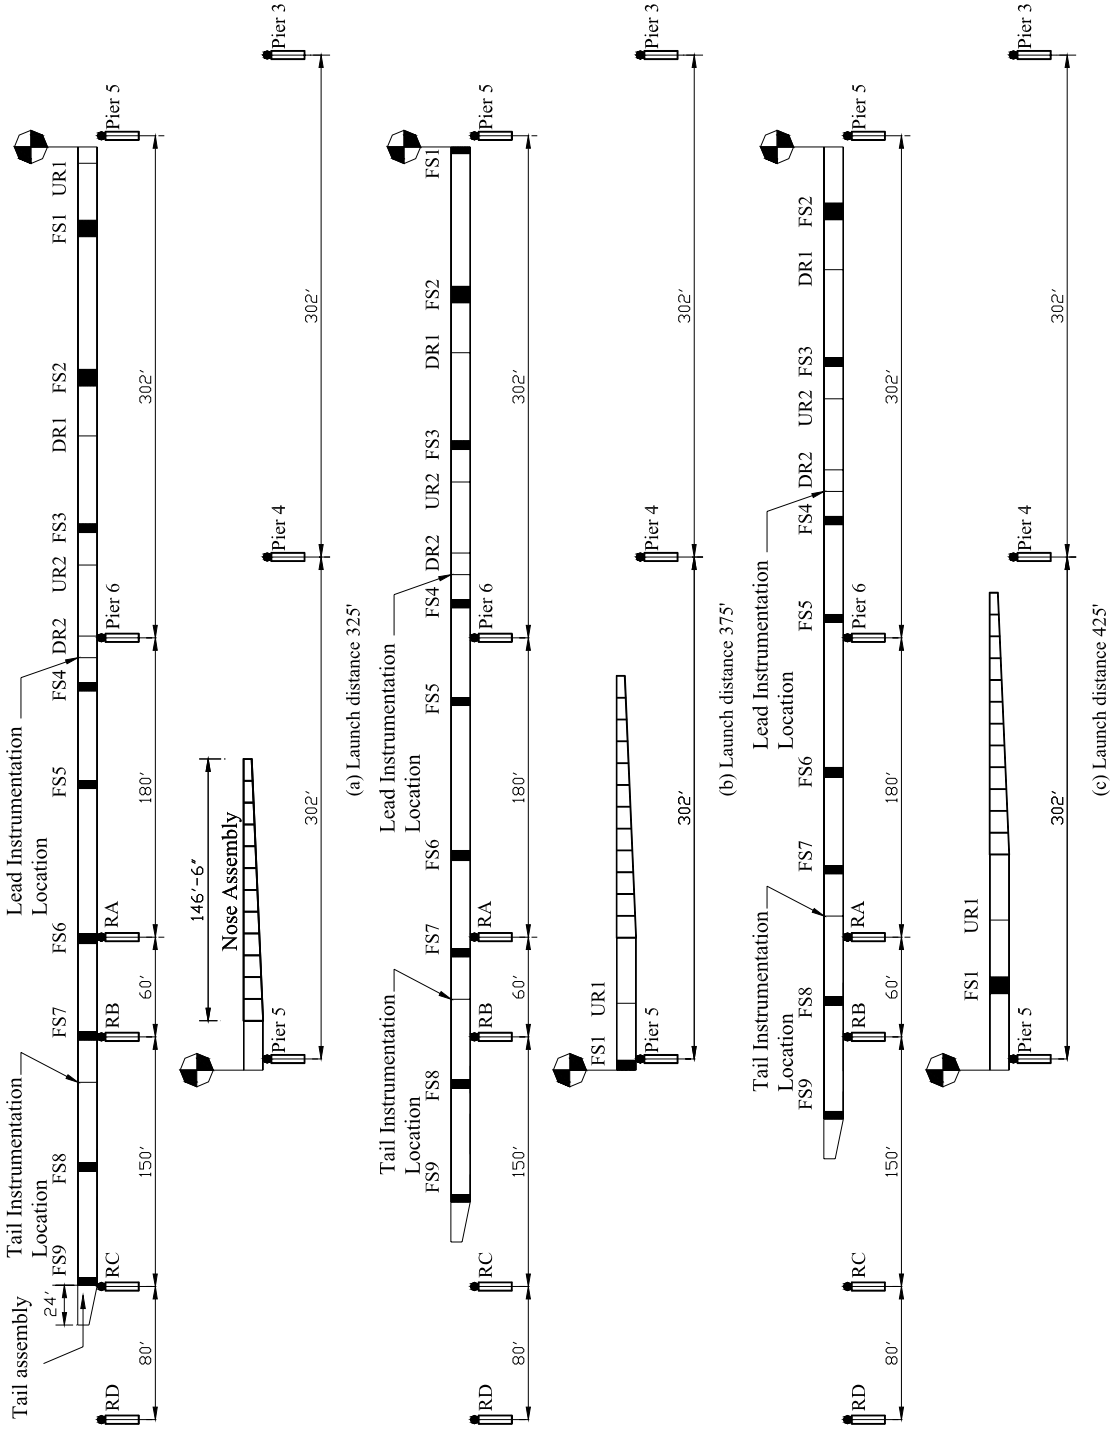 Tail assembly
24'
FS9
Tail Instrumentation
Location
FS8
FS7
FS6
Lead Instrumentation
Location
FS5
FS4
DR2
UR2
FS3
DR1
FS2
FS1
UR1
RD
RC
RB
RA
Pier 6
Pier 5
80'
150'
60'
180'
302'
146'-6"
Nose Assembly
Pier 5
Pier 4
Pier 3
302'
302'
(a) Launch distance 325'
Tail Instrumentation
Location
FS9
FS8
FS7
FS6
Lead Instrumentation
Location
FS5
FS4
DR2
UR2
FS3
DR1
FS2
FS1
RD
RC
RB
RA
Pier 6
Pier 5
80'
150'
60'
180'
302'
FS1
UR1
Pier 5
Pier 4
Pier 3
302'
302'
(b) Launch distance 375'
Tail Instrumentation
Location
FS9
FS8
FS7
FS6
Lead Instrumentation
Location
FS5
FS4
DR2
UR2
FS3
DR1
FS2
RD
RC
RB
RA
Pier 6
Pier 5
80'
150'
60'
180'
302'
FS1
UR1
Pier 5
Pier 4
Pier 3
302'
302'
(c) Launch distance 425'